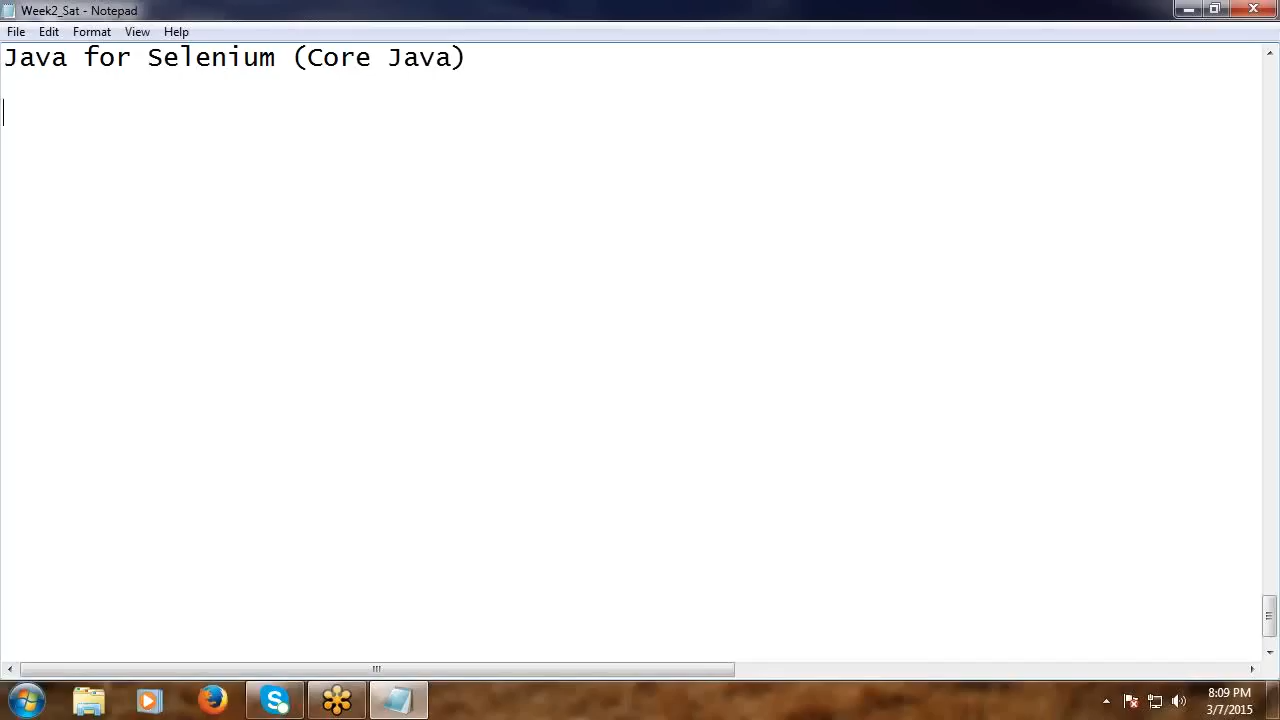 Week2_Sat - Notepad
File Edit Format View Help
Java for Selenium (Core Java)
8:09 PM
3/7/2015